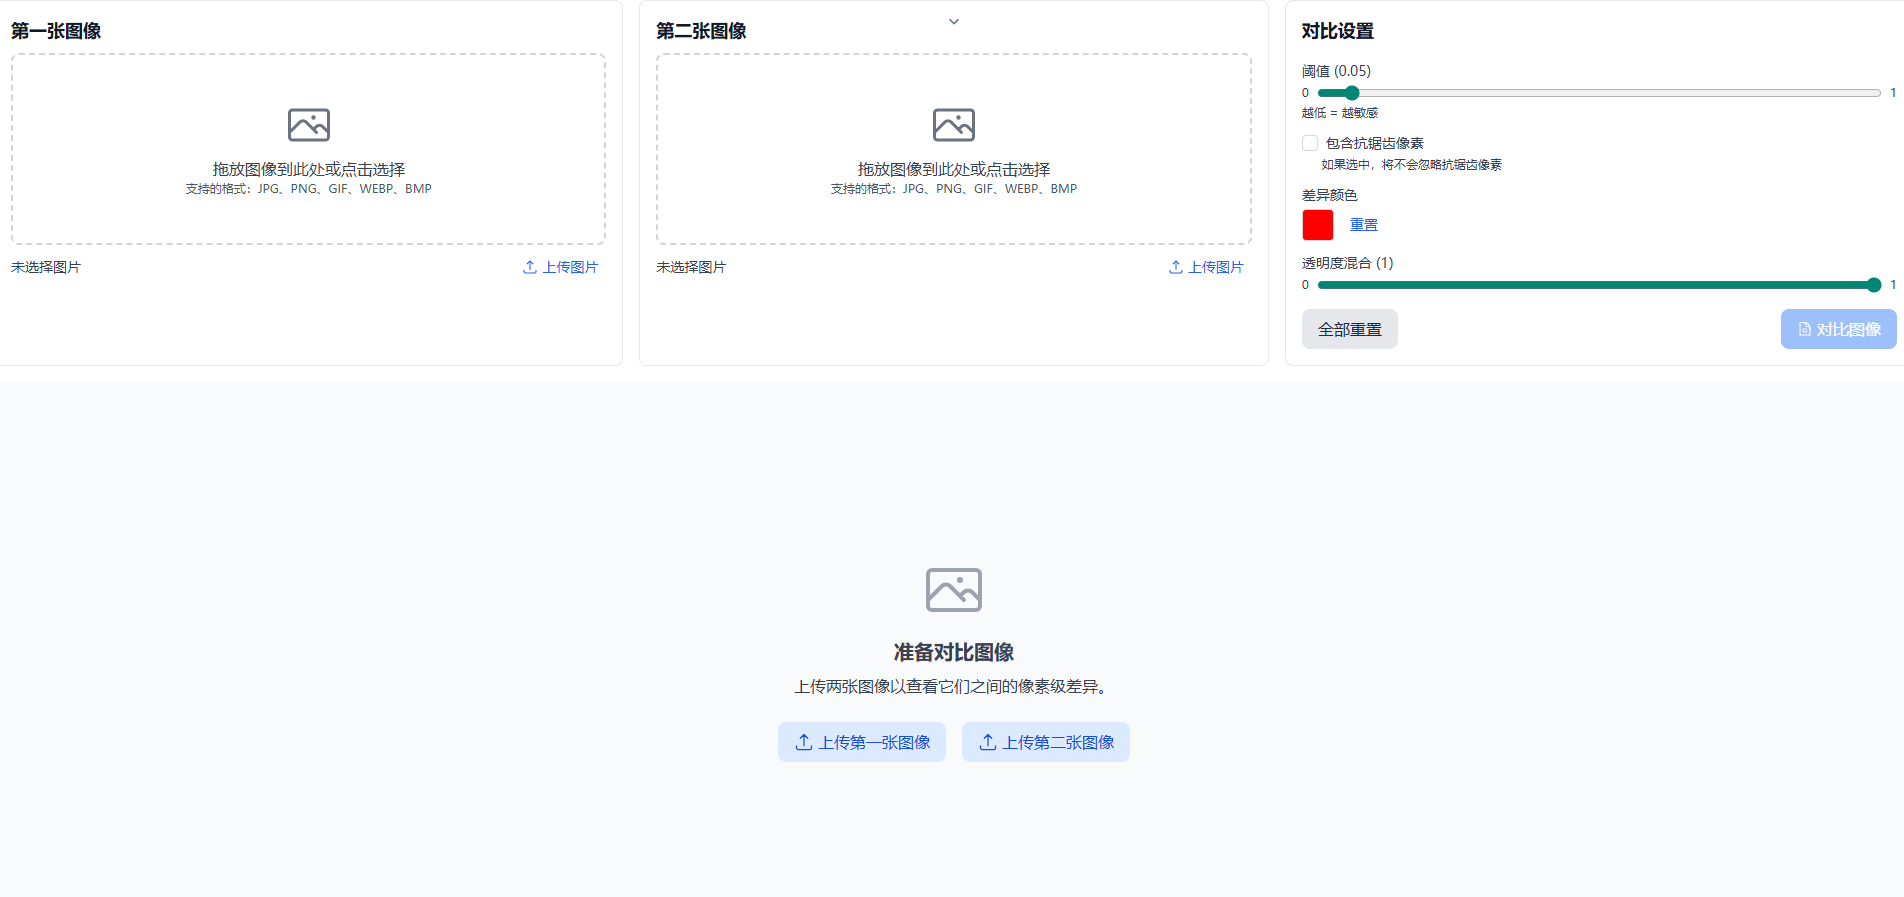 第一张图像
拖放图像到此处或点击选择
支持的格式：JPG、PNG、GIF、WEBP、BMP
未选择图片
上传图片
第二张图像
拖放图像到此处或点击选择
支持的格式：JPG、PNG、GIF、WEBP、BMP
未选择图片
上传图片
对比设置
阈值 (0.05)
0
1
越低 = 越敏感
包含抗锯齿像素
如果选中，将不会忽略抗锯齿像素
差异颜色
重置
透明度混合 (1)
0
1
全部重置
对比图像
准备对比图像
上传两张图像以查看它们之间的像素级差异。
上传第一张图像
上传第二张图像